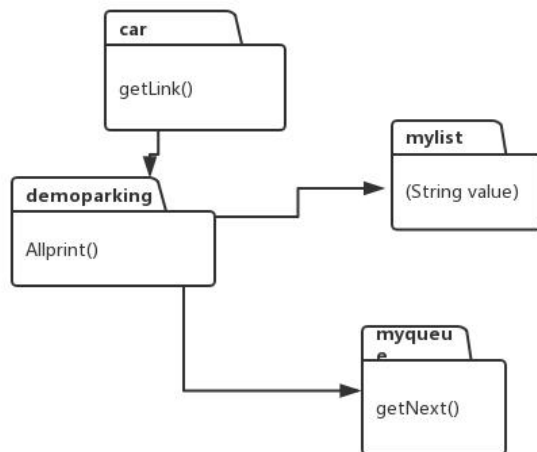 car
getLink()
mylist
(String value)
demoparking
Allprint()
myqueu
e
getNext()